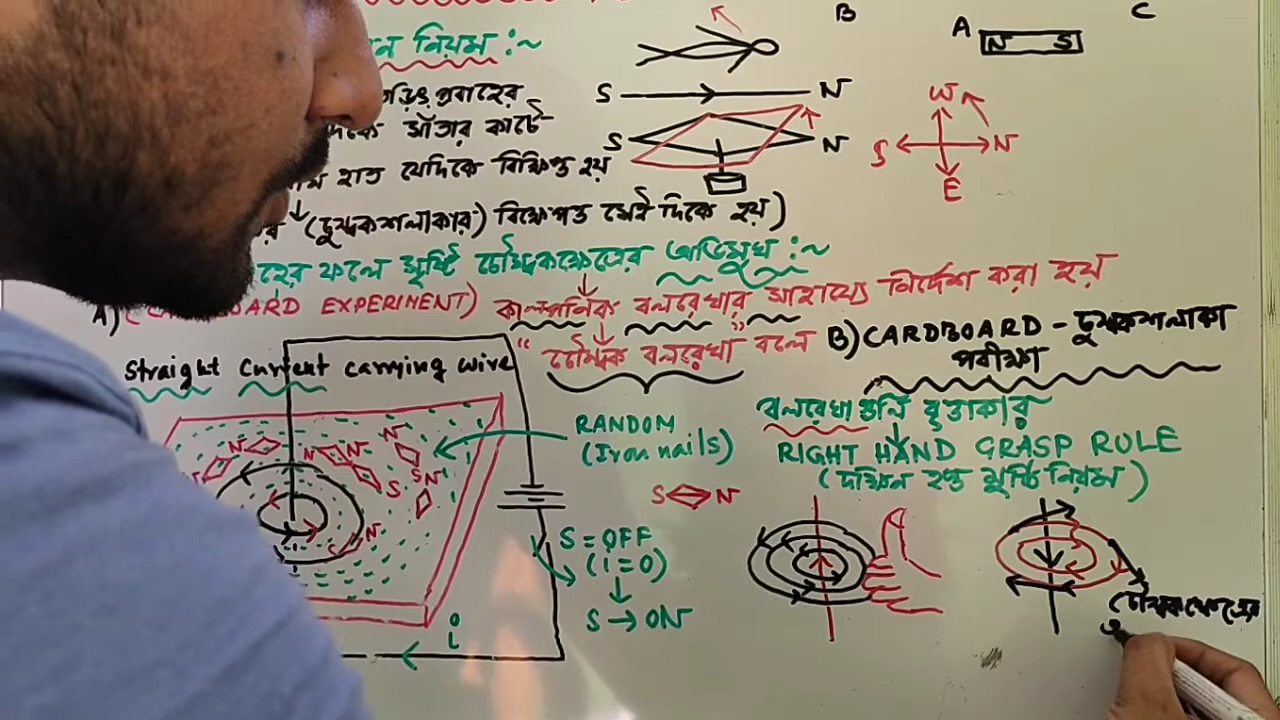 B
C
A
N S
ন নিয়ম :~
তড়িৎ প্রবাহের
S N
W
দিকে সাঁতার কাটে
S N
S N
হাত যেদিকে বিক্ষিপ্ত হয়
E
(চুম্বকশলাকার) বিক্ষেপও সেই দিকে হয়)
ফলে সৃষ্ট চৌম্বকক্ষেত্রের অভিমুখ :~
A) BOARD EXPERIMENT) কাল্পনিক বলরেখার সাহায্যে নির্দেশ করা হয়
"চৌম্বক বলরেখা" বলে
B) CARDBOARD - চুম্বকশলাকা
পরীক্ষা
Straight Current carrying wire
বলরেখাগুলি বৃত্তাকার
RANDOM
(Iron nails)
RIGHT HAND GRASP RULE
(দক্ষিন হস্ত মুষ্টি নিয়ম)
N N N N
S S N
S N
N
S = OFF
(i=0)
S → ON
i
চৌম্বকক্ষেত্রের